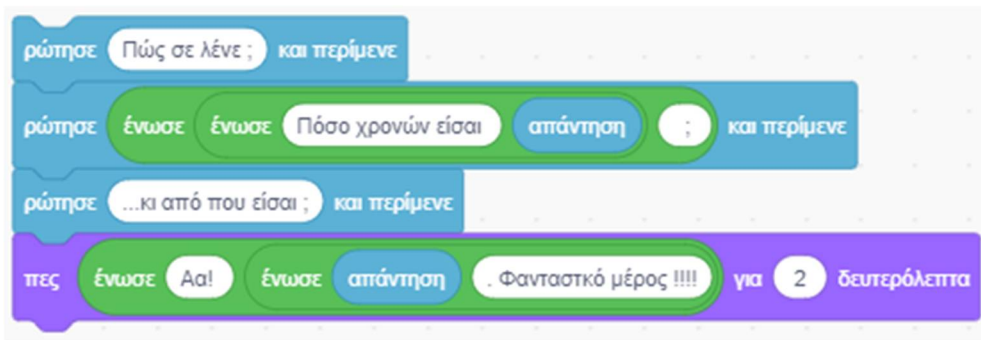 ρώτησε Πώς σε λένε ; και περίμενε
ρώτησε ένωσε ένωσε Πόσο χρονών είσαι απάντηση ; και περίμενε
ρώτησε ...κι από που είσαι ; και περίμενε
πες ένωσε Αα! ένωσε απάντηση . Φανταστκό μέρος !!!! για 2 δευτερόλεπτα